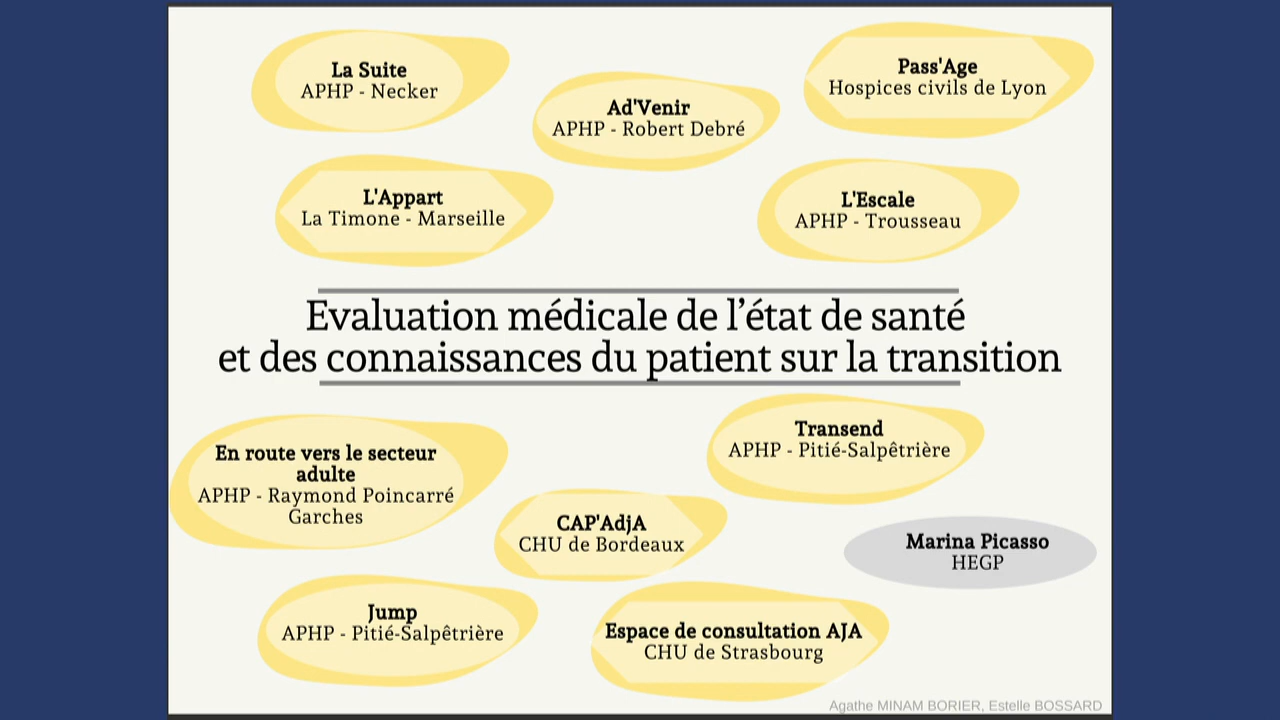 La Suite
APHP - Necker
Ad'Venir
APHP - Robert Debré
Pass'Age
Hospices civils de Lyon
L'Appart
La Timone - Marseille
L'Escale
APHP - Trousseau
Evaluation médicale de l’état de santé
et des connaissances du patient sur la transition
En route vers le secteur
adulte
APHP - Raymond Poincarré
Garches
Transend
APHP - Pitié-Salpêtrière
CAP'AdjA
CHU de Bordeaux
Marina Picasso
HEGP
Jump
APHP - Pitié-Salpêtrière
Espace de consultation AJA
CHU de Strasbourg
Agathe MINAM BORIER, Estelle BOSSARD